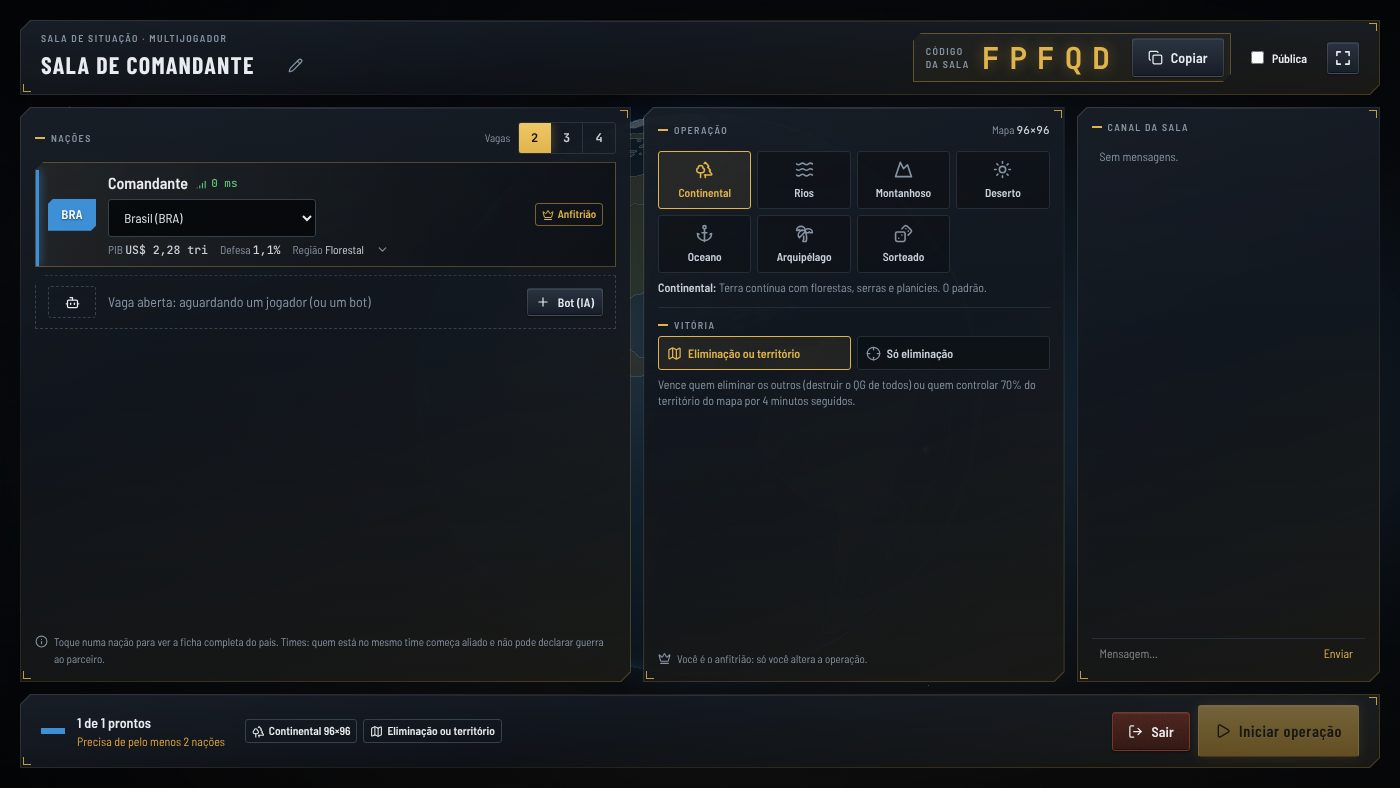 SALA DE SITUAÇÃO · MULTIJOGADOR
SALA DE COMANDANTE
CÓDIGO
DA SALA
FPFQD
Copiar
Pública
NAÇÕES
Vagas 2 3 4
Comandante 0 ms
BRA
Brasil (BRA)
Anfitrião
PIB US$ 2,28 tri Defesa 1,1% Região Florestal
Vaga aberta: aguardando um jogador (ou um bot)
Bot (IA)
Toque numa nação para ver a ficha completa do país. Times: quem está no mesmo time começa aliado e não pode declarar guerra
ao parceiro.
OPERAÇÃO
Mapa 96×96
Continental Rios Montanhoso Deserto
Oceano Arquipélago Sorteado
Continental: Terra contínua com florestas, serras e planícies. O padrão.
VITÓRIA
Eliminação ou território
Só eliminação
Vence quem eliminar os outros (destruir o QG de todos) ou quem controlar 70% do
território do mapa por 4 minutos seguidos.
Você é o anfitrião: só você altera a operação.
CANAL DA SALA
Sem mensagens.
Mensagem...
Enviar
1 de 1 prontos
Precisa de pelo menos 2 nações
Continental 96×96
Eliminação ou território
Sair
Iniciar operação